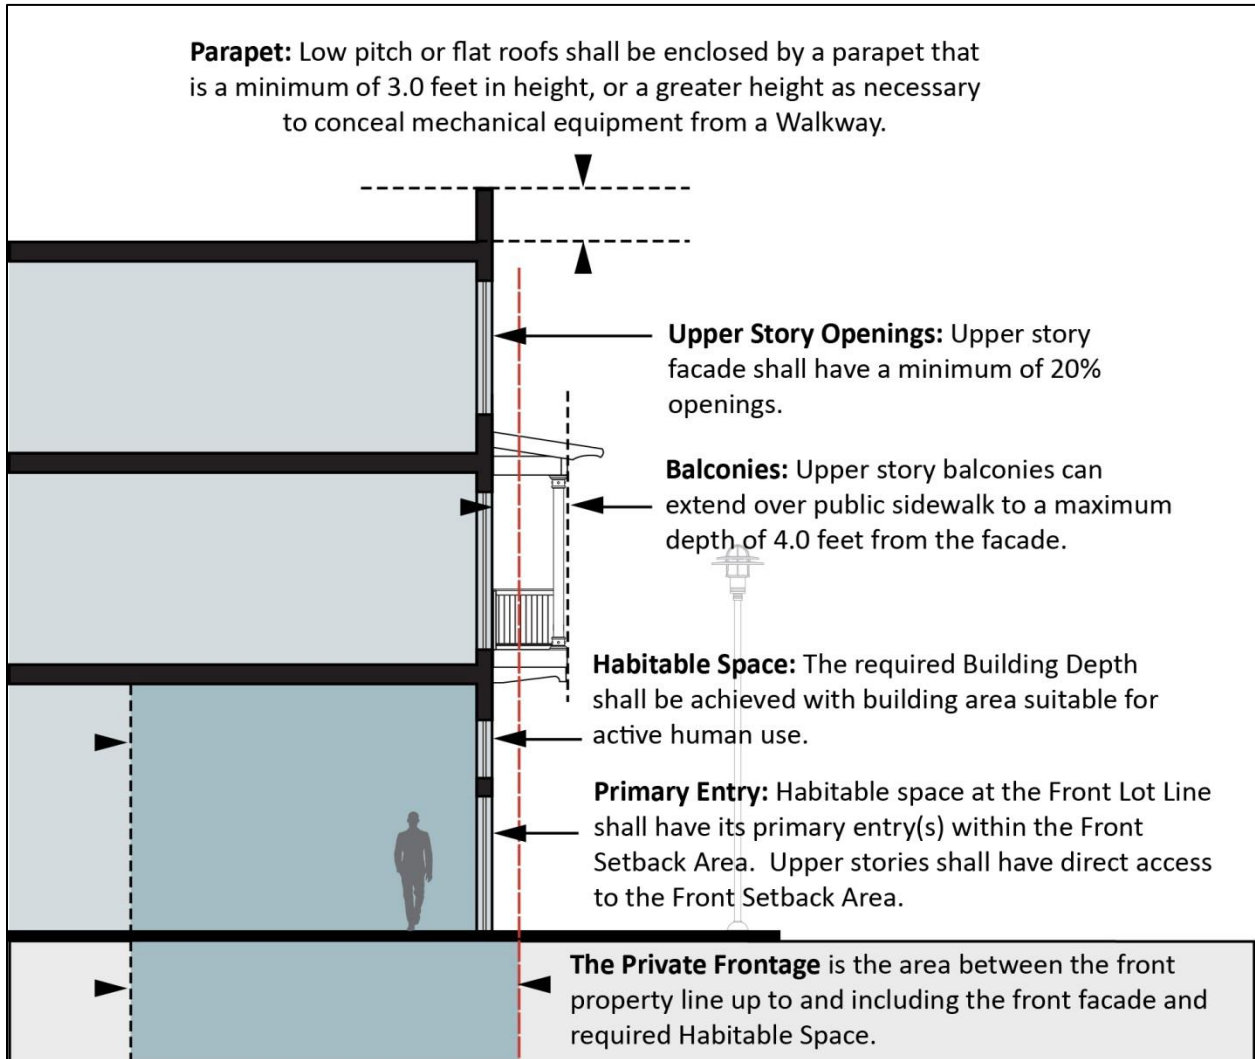 Parapet: Low pitch or flat roofs shall be enclosed by a parapet that
is a minimum of 3.0 feet in height, or a greater height as necessary
to conceal mechanical equipment from a Walkway.
Upper Story Openings: Upper story
facade shall have a minimum of 20%
openings.
Balconies: Upper story balconies can
extend over public sidewalk to a maximum
depth of 4.0 feet from the facade.
Habitable Space: The required Building Depth
shall be achieved with building area suitable for
active human use.
Primary Entry: Habitable space at the Front Lot Line
shall have its primary entry(s) within the Front
Setback Area.  Upper stories shall have direct access
to the Front Setback Area.
The Private Frontage is the area between the front
property line up to and including the front facade and
required Habitable Space.